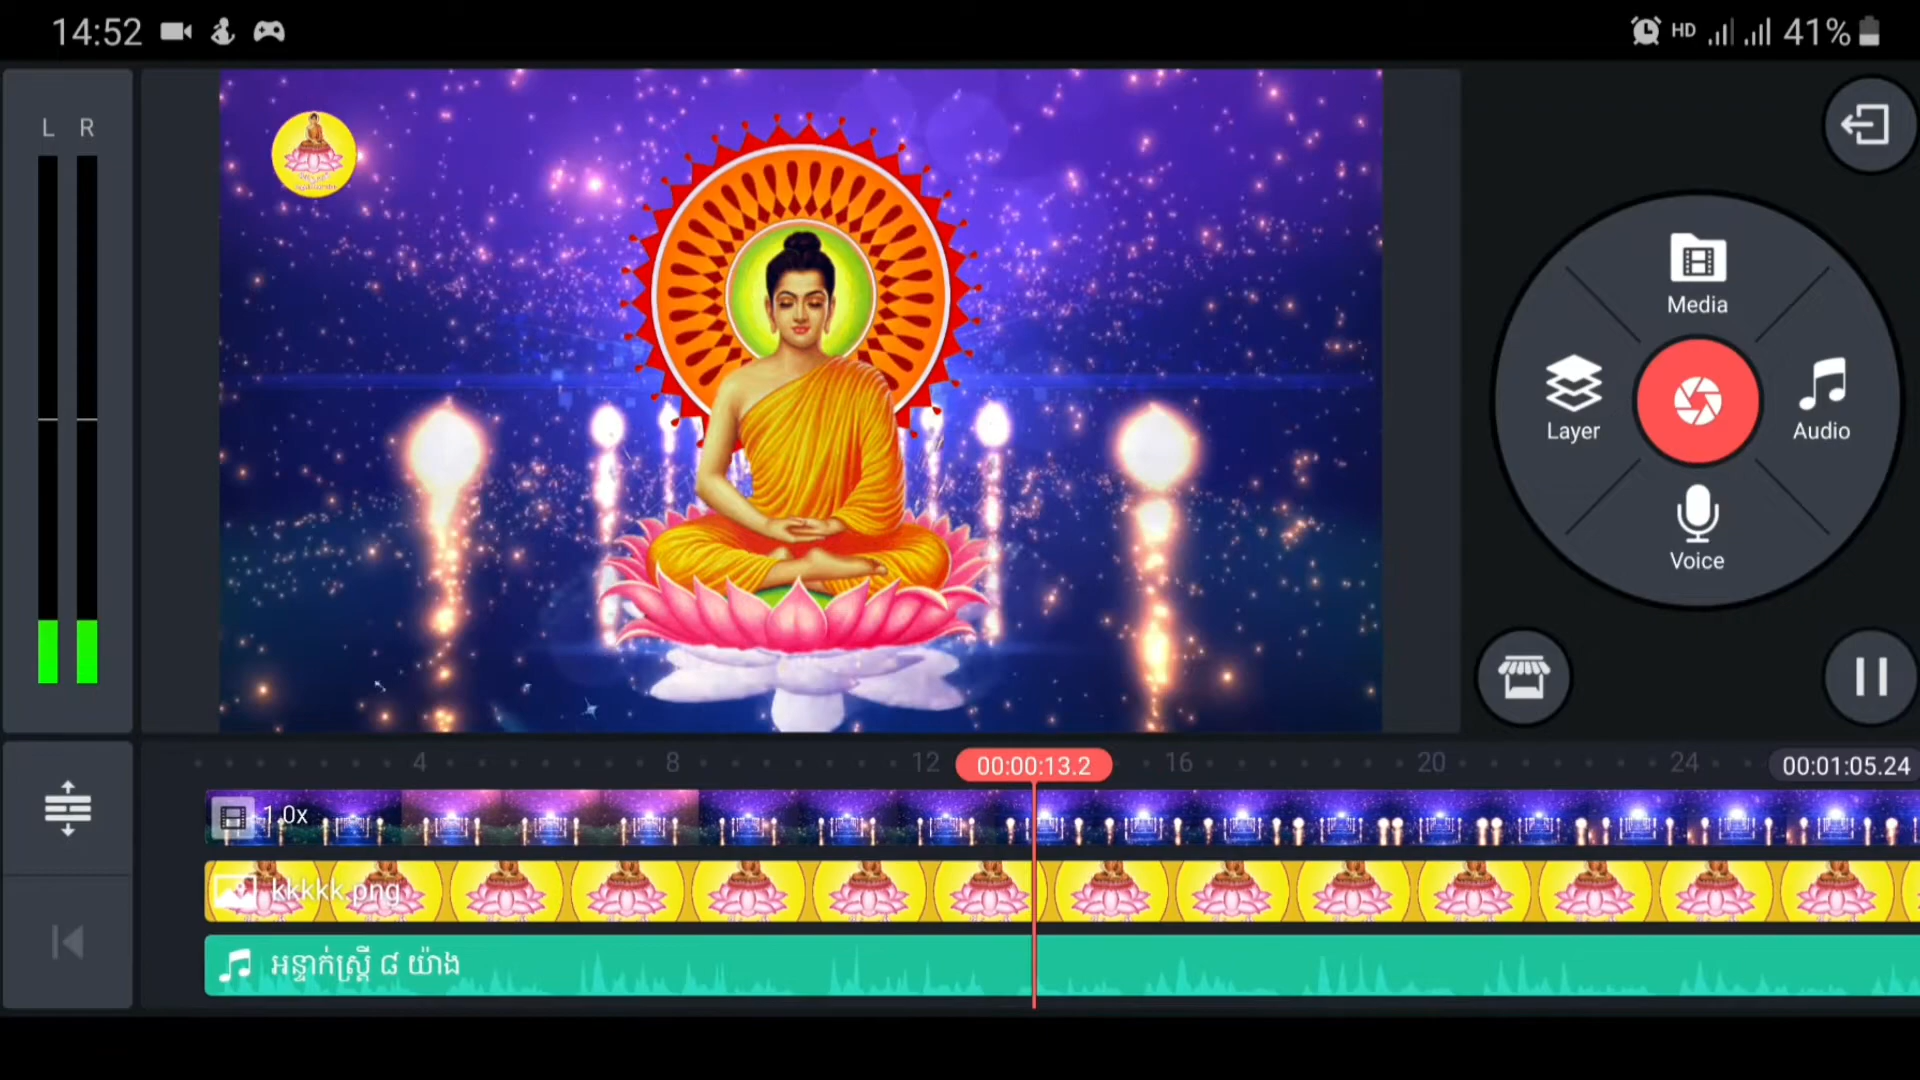 14:52
HD 41%
L R
Media
Layer
Audio
Voice
4 8 12 00:00:13.2 16 20 24 00:01:05.24
1.0x
kkkkk.png
អន្ទាក់ស្ត្រី ៨ យ៉ាង